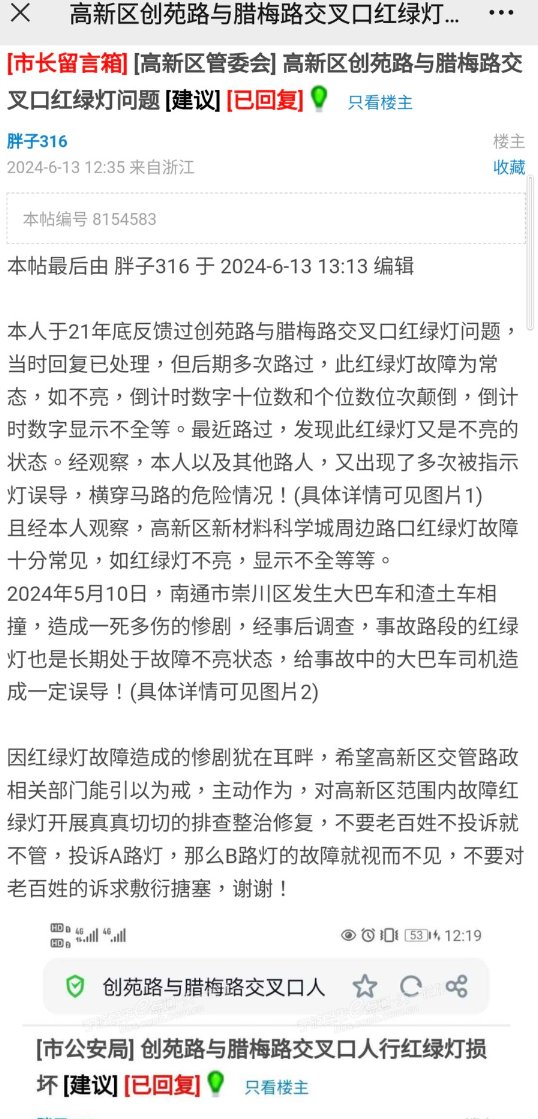 高新区创苑路与腊梅路交叉口红绿灯...
[市长留言箱] [高新区管委会] 高新区创苑路与腊梅路交
叉口红绿灯问题 [建议] [已回复] 只看楼主
胖子316 楼主
2024-6-13 12:35 来自浙江 收藏
本帖编号 8154583
本帖最后由 胖子316 于 2024-6-13 13:13 编辑
本人于21年底反馈过创苑路与腊梅路交叉口红绿灯问题，
当时回复已处理，但后期多次路过，此红绿灯故障为常
态，如不亮，倒计时数字十位数和个位数位次颠倒，倒计
时数字显示不全等。最近路过，发现此红绿灯又是不亮的
状态。经观察，本人以及其他路人，又出现了多次被指示
灯误导，横穿马路的危险情况！(具体详情可见图片1)
且经本人观察，高新区新材料科学城周边路口红绿灯故障
十分常见，如红绿灯不亮，显示不全等等。
2024年5月10日，南通市崇川区发生大巴车和渣土车相
撞，造成一死多伤的惨剧，经事后调查，事故路段的红绿
灯也是长期处于故障不亮状态，给事故中的大巴车司机造
成一定误导！(具体详情可见图片2)
因红绿灯故障造成的惨剧犹在耳畔，希望高新区交管路政
相关部门能引以为戒，主动作为，对高新区范围内故障红
绿灯开展真真切切的排查整治修复，不要老百姓不投诉就
不管，投诉A路灯，那么B路灯的故障就视而不见，不要对
老百姓的诉求敷衍搪塞，谢谢！
HD HD 4G 4G 53 12:19
创苑路与腊梅路交叉口人
[市公安局] 创苑路与腊梅路交叉口人行红绿灯损
坏 [建议] [已回复] 只看楼主